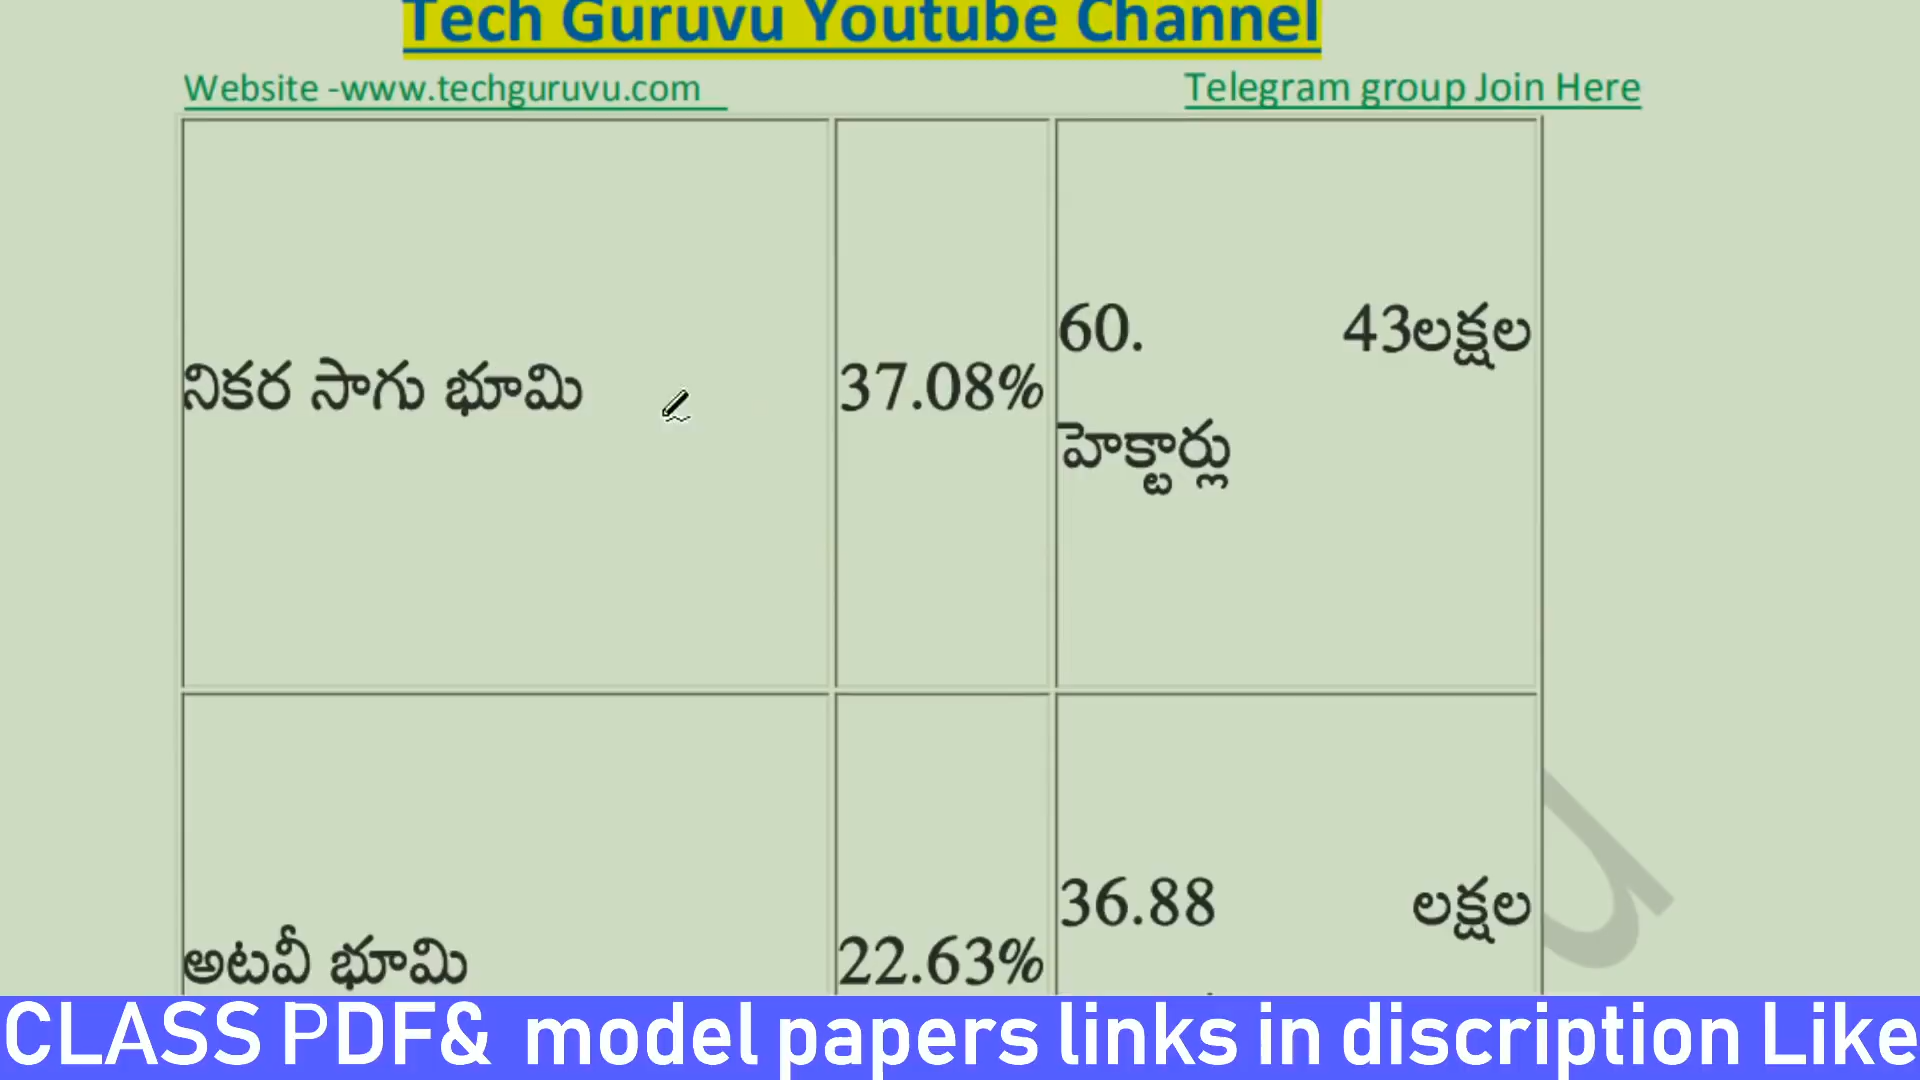 Tech Guruvu Youtube Channel
Website -www.techguruvu.com Telegram group Join Here
నికర సాగు భూమి 37.08% 60. 43లక్షల
హెక్టార్లు
అటవీ భూమి 22.63% 36.88 లక్షల
CLASS PDF& model papers links in discription Like